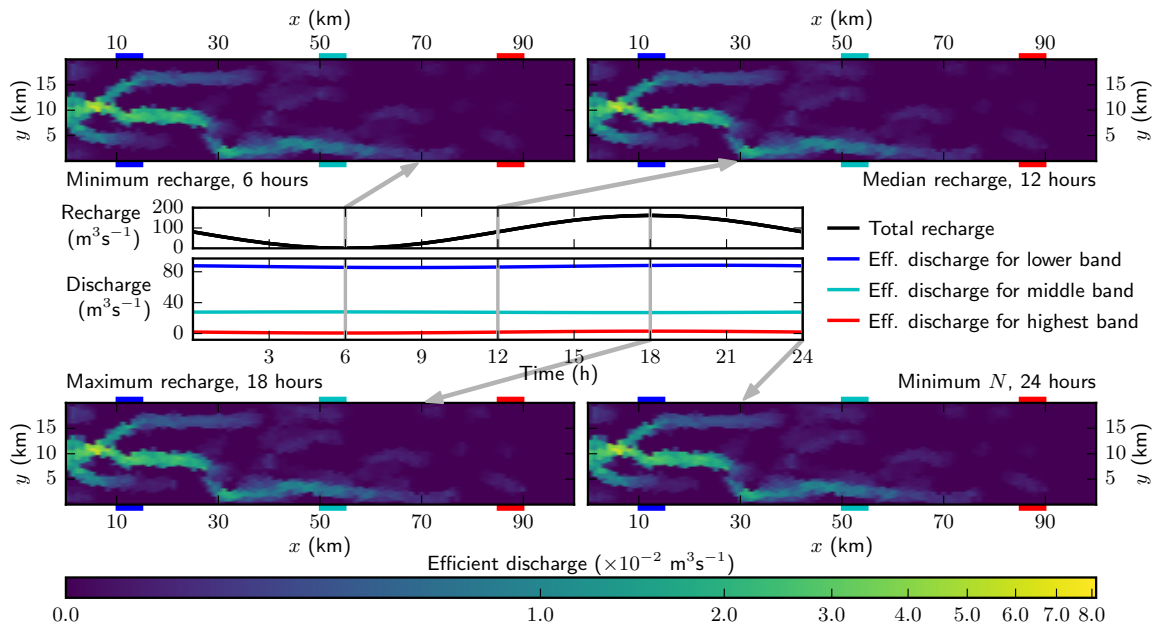 x (km)
x (km)
10 30 50 70 90
10 30 50 70 90
y (km)
15
10
5
15
10
5
y (km)
Minimum recharge, 6 hours
Median recharge, 12 hours
Recharge
(m³s⁻¹)
200
100
0
Discharge
(m³s⁻¹)
80
40
0
3 6 9 12 15 18 21 24
Time (h)
Total recharge
Eff. discharge for lower band
Eff. discharge for middle band
Eff. discharge for highest band
Maximum recharge, 18 hours
Minimum N, 24 hours
y (km)
15
10
5
15
10
5
y (km)
10 30 50 70 90
10 30 50 70 90
x (km)
x (km)
Efficient discharge (×10⁻² m³s⁻¹)
0.0 1.0 2.0 3.0 4.0 5.0 6.0 7.0 8.0